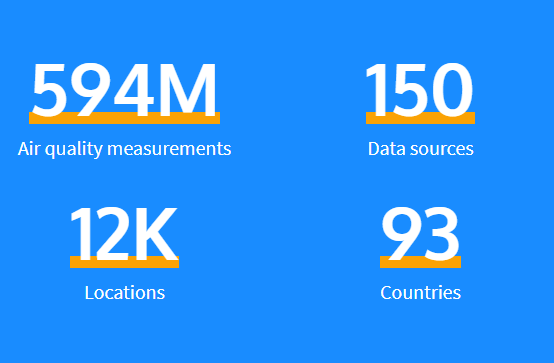 594M
150
Air quality measurements
Data sources
12K
93
Locations
Countries